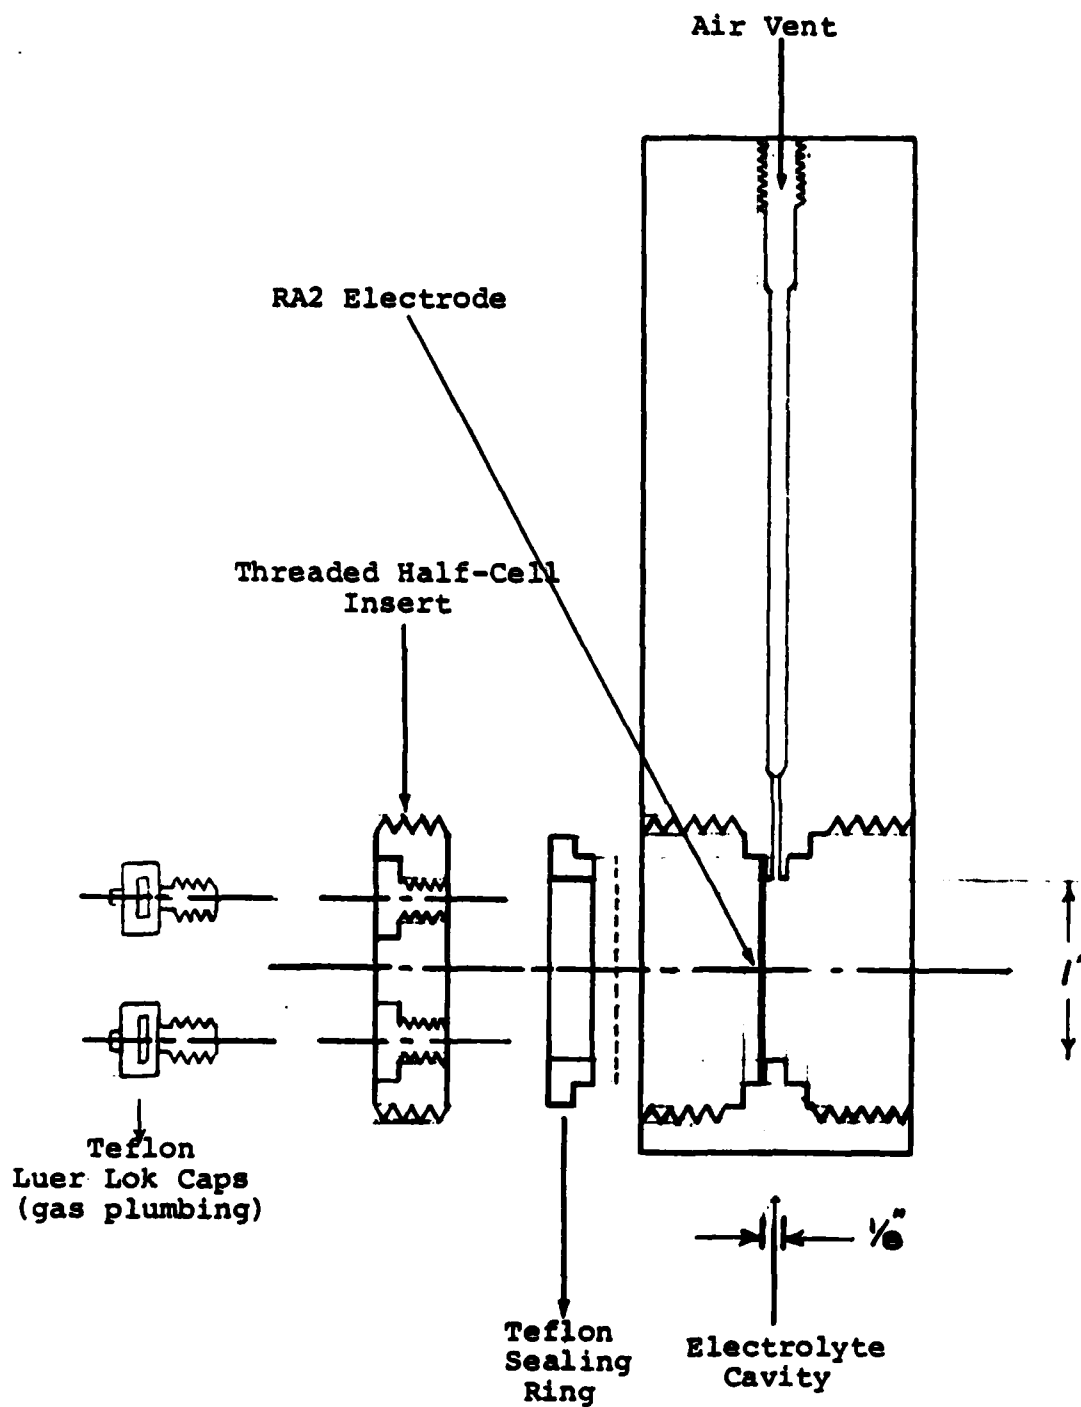 Air Vent
RA2 Electrode
Threaded Half-Cell
Insert
1"
Teflon
Luer Lok Caps
(gas plumbing)
1/8"
Teflon
Sealing
Ring
Electrolyte
Cavity